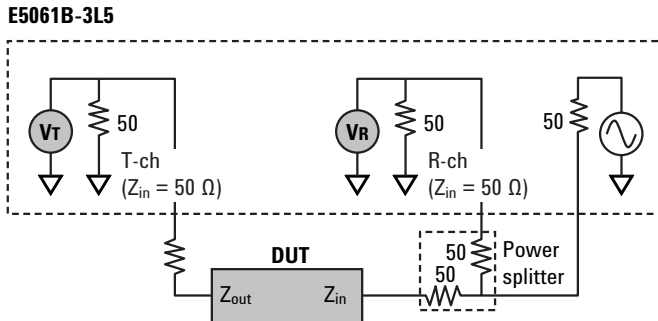 E5061B-3L5
VT
50
T-ch
(Zin = 50 Ω)
VR
50
R-ch
(Zin = 50 Ω)
50
DUT
Zout
Zin
50
50
Power
splitter